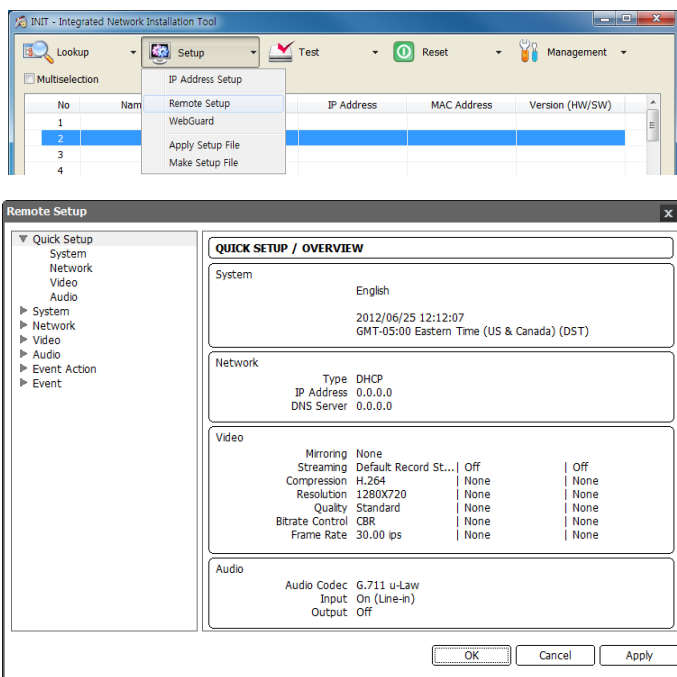 INIT - Integrated Network Installation Tool
Lookup Setup Test Reset Management
Multiselection
IP Address Setup
Remote Setup
WebGuard
Apply Setup File
Make Setup File
No Nam IP Address MAC Address Version (HW/SW)
1
2
3
4
Remote Setup
Quick Setup
System
Network
Video
Audio
System
Network
Video
Audio
Event Action
Event
QUICK SETUP / OVERVIEW
System
English
2012/06/25 12:12:07
GMT-05:00 Eastern Time (US & Canada) (DST)
Network
Type DHCP
IP Address 0.0.0.0
DNS Server 0.0.0.0
Video
Mirroring None
Streaming Default Record St...| Off | Off
Compression H.264 | None | None
Resolution 1280X720 | None | None
Quality Standard | None | None
Bitrate Control CBR | None | None
Frame Rate 30.00 ips | None | None
Audio
Audio Codec G.711 u-Law
Input On (Line-in)
Output Off
OK Cancel Apply